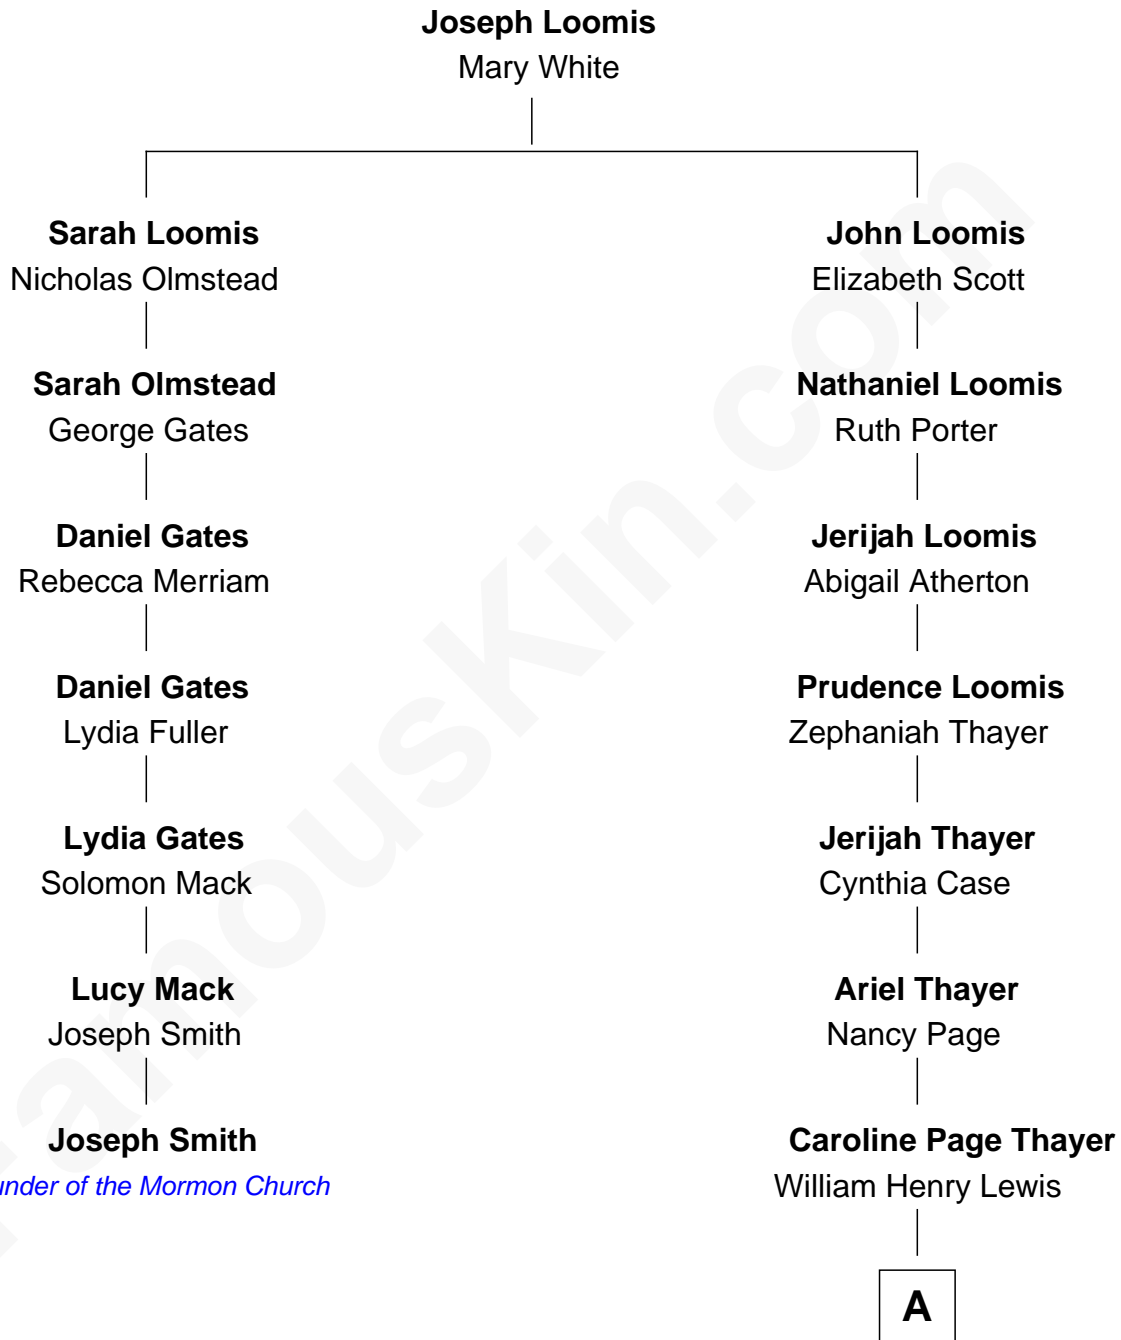 Joseph Loomis
Mary White
Sarah Loomis
Nicholas Olmstead
Sarah Olmstead
George Gates
Daniel Gates
Rebecca Merriam
Daniel Gates
Lydia Fuller
Lydia Gates
Solomon Mack
Lucy Mack
Joseph Smith
Joseph Smith
under of the Mormon Church
John Loomis
Elizabeth Scott
Nathaniel Loomis
Ruth Porter
Jerijah Loomis
Abigail Atherton
Prudence Loomis
Zephaniah Thayer
Jerijah Thayer
Cynthia Case
Ariel Thayer
Nancy Page
Caroline Page Thayer
William Henry Lewis
A
FamousKin.com